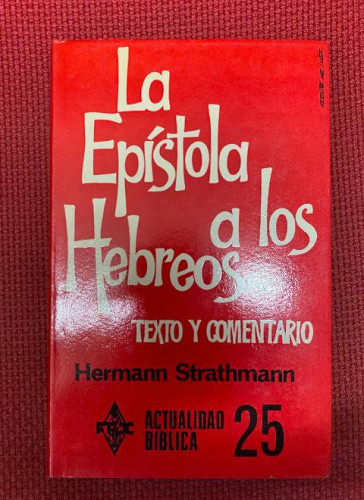 La
Epístola
a los
Hebreos
TEXTO Y COMENTARIO
Hermann Strathmann
ACTUALIDAD
BIBLICA
25